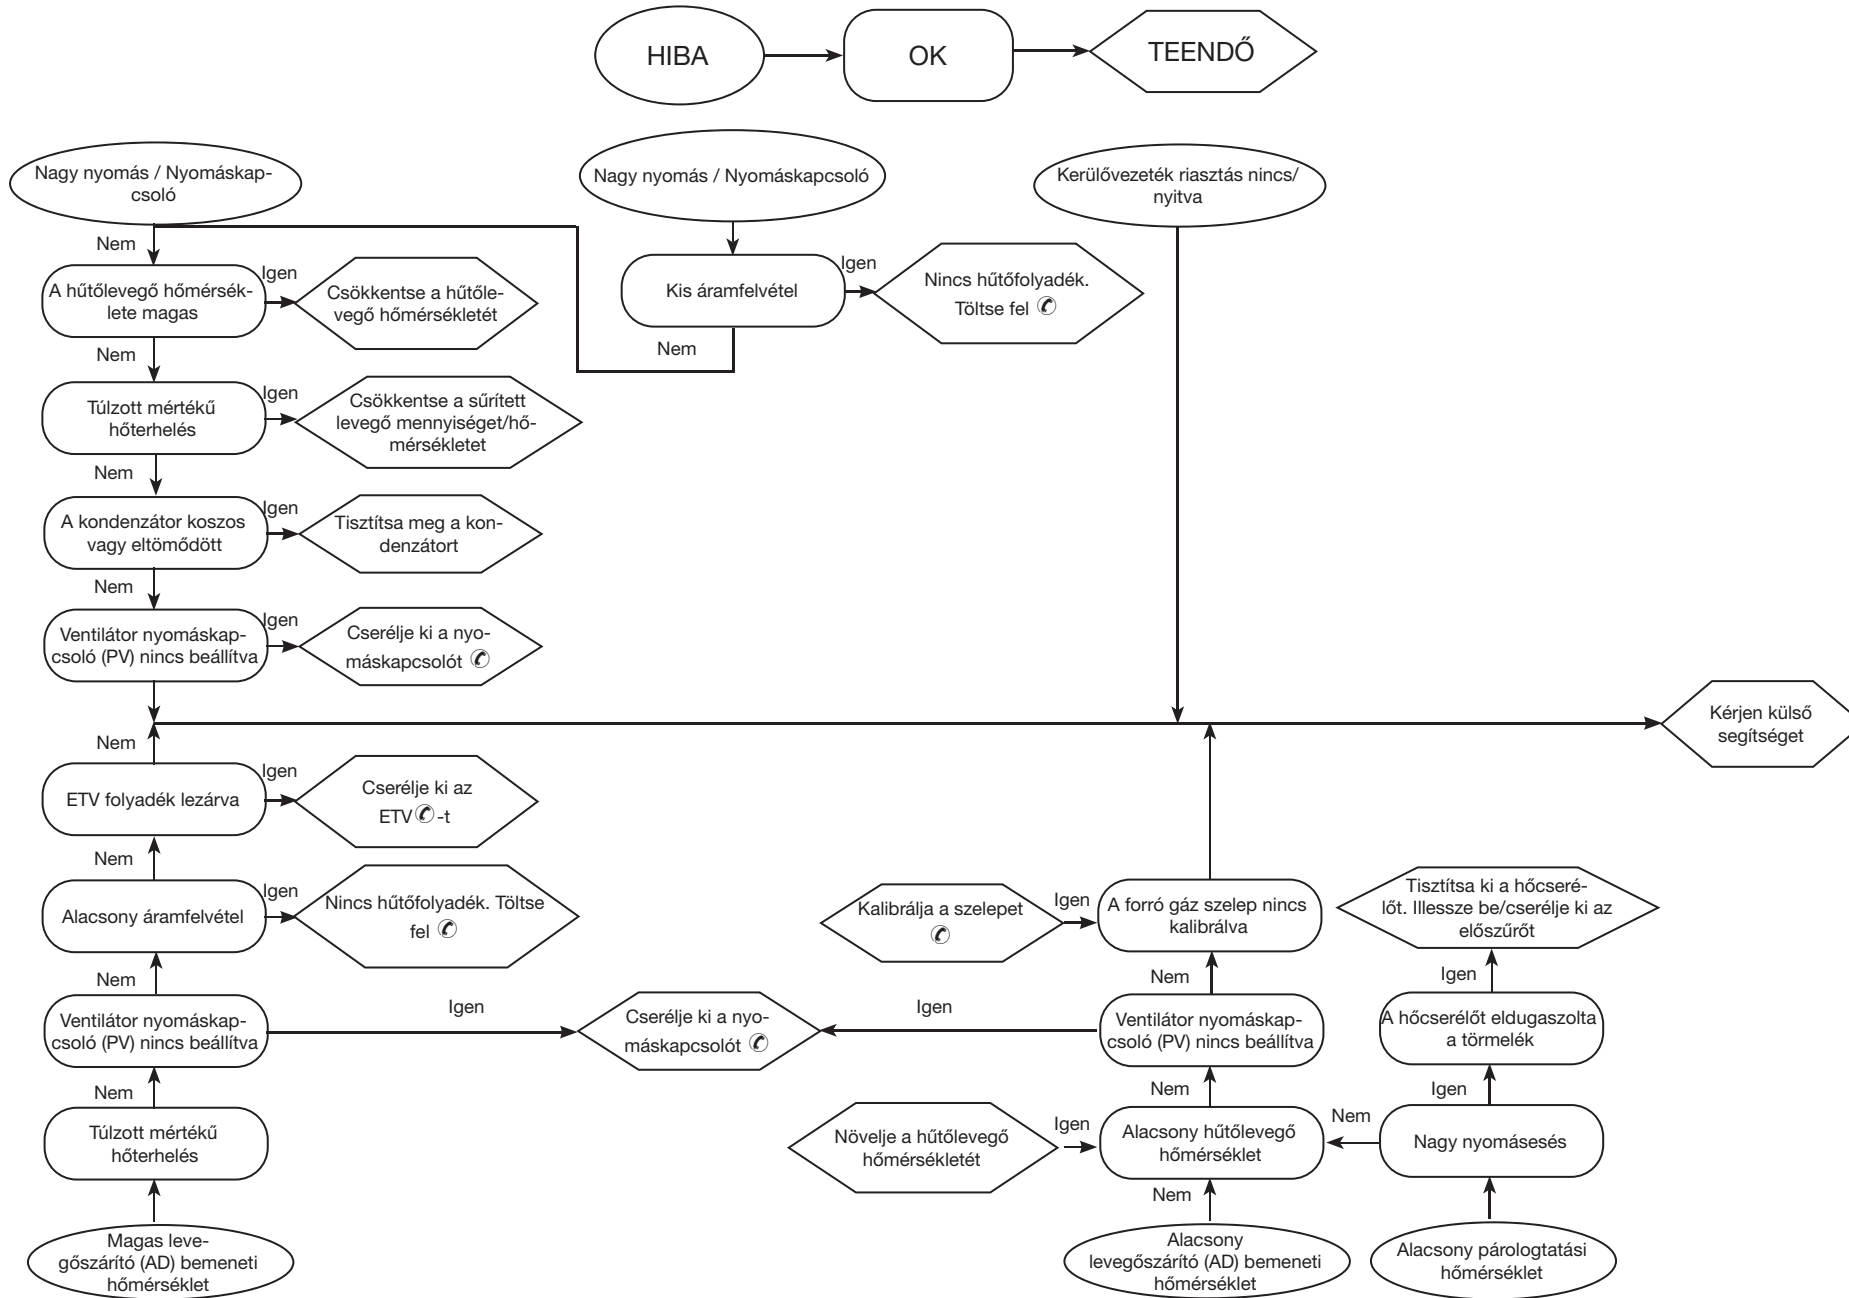 HIBA
OK
TEENDŐ
Nagy nyomás / Nyomáskap-
csoló
Nagy nyomás / Nyomáskapcsoló
Kerülővezeték riasztás nincs/
nyitva
Nem
A hűtőlevegő hőmérsék-
lete magas
Igen
Csökkentse a hűtőle-
vegő hőmérsékletét
Kis áramfelvétel
Igen
Nincs hűtőfolyadék.
Töltse fel ✆
Nem
Nem
Túlzott mértékű
hőterhelés
Igen
Csökkentse a sűrített
levegő mennyiséget/hő-
mérsékletet
Nem
A kondenzátor koszos
vagy eltömődött
Igen
Tisztítsa meg a kon-
denzátort
Nem
Ventilátor nyomáskap-
csoló (PV) nincs beállítva
Igen
Cserélje ki a nyo-
máskapcsolót ✆
Kérjen külső
segítséget
Nem
ETV folyadék lezárva
Igen
Cserélje ki az
ETV✆-t
Nem
Alacsony áramfelvétel
Igen
Nincs hűtőfolyadék. Töltse
fel ✆
Kalibrálja a szelepet
✆
Igen
A forró gáz szelep nincs
kalibrálva
Tisztítsa ki a hőcseré-
lőt. Illessze be/cserélje ki az
előszűrőt
Nem
Nem
Igen
Ventilátor nyomáskap-
csoló (PV) nincs beállítva
Igen
Cserélje ki a nyo-
máskapcsolót ✆
Igen
Ventilátor nyomáskap-
csoló (PV) nincs beállítva
A hőcserélőt eldugaszolta
a törmelék
Nem
Nem
Igen
Túlzott mértékű
hőterhelés
Növelje a hűtőlevegő
hőmérsékletét
Igen
Alacsony hűtőlevegő
hőmérséklet
Nem
Nagy nyomásesés
Nem
Magas leve-
gőszárító (AD) bemeneti
hőmérséklet
Alacsony
levegőszárító (AD) bemeneti
hőmérséklet
Alacsony párologtatási
hőmérséklet